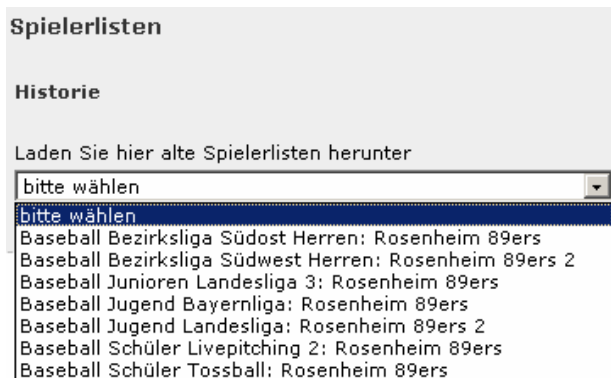 Spielerlisten
Historie
Laden Sie hier alte Spielerlisten herunter
bitte wählen
bitte wählen
Baseball Bezirksliga Südost Herren: Rosenheim 89ers
Baseball Bezirksliga Südwest Herren: Rosenheim 89ers 2
Baseball Junioren Landesliga 3: Rosenheim 89ers
Baseball Jugend Bayernliga: Rosenheim 89ers
Baseball Jugend Landesliga: Rosenheim 89ers 2
Baseball Schüler Livepitching 2: Rosenheim 89ers
Baseball Schüler Tossball: Rosenheim 89ers